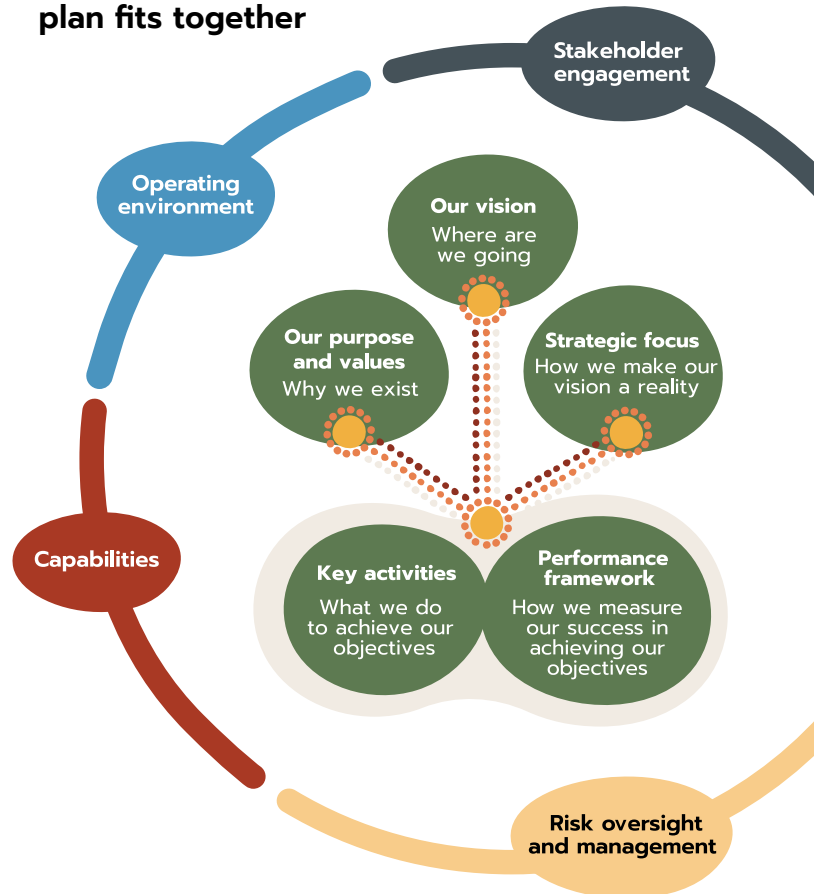 plan fits together
Stakeholder
engagement
Operating
environment
Our vision
Where are
we going
Our purpose
and values
Why we exist
Strategic focus
How we make our
vision a reality
Capabilities
Key activities
What we do
to achieve our
objectives
Performance
framework
How we measure
our success in
achieving our
objectives
Risk oversight
and management